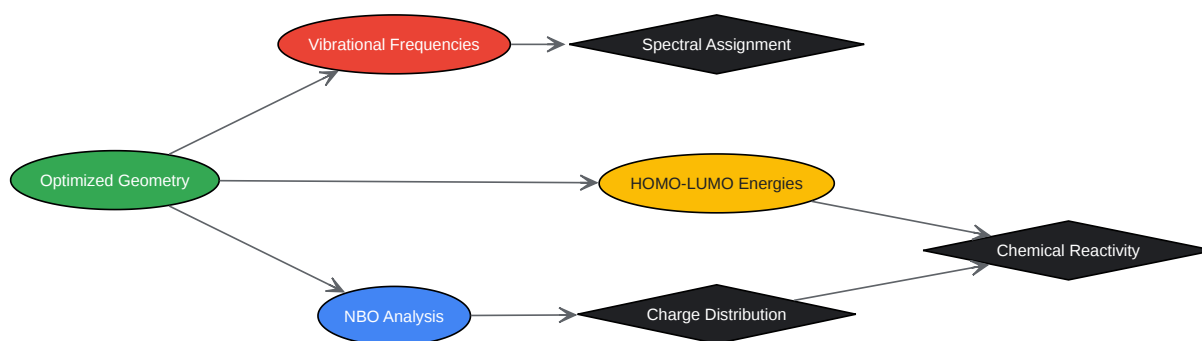 Vibrational Frequencies
Spectral Assignment
Optimized Geometry
HOMO-LUMO Energies
Chemical Reactivity
NBO Analysis
Charge Distribution